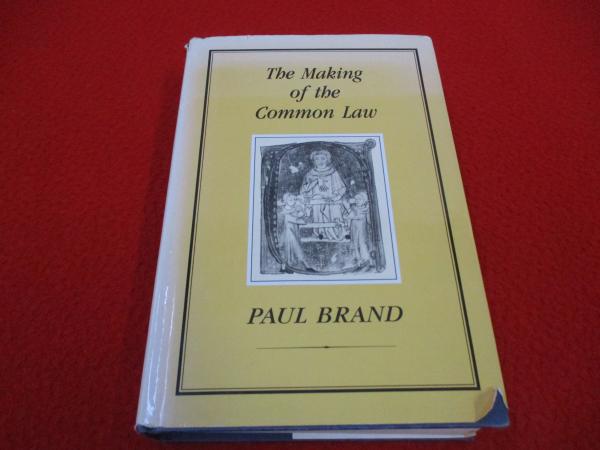 The Making
of the
Common Law
PAUL BRAND